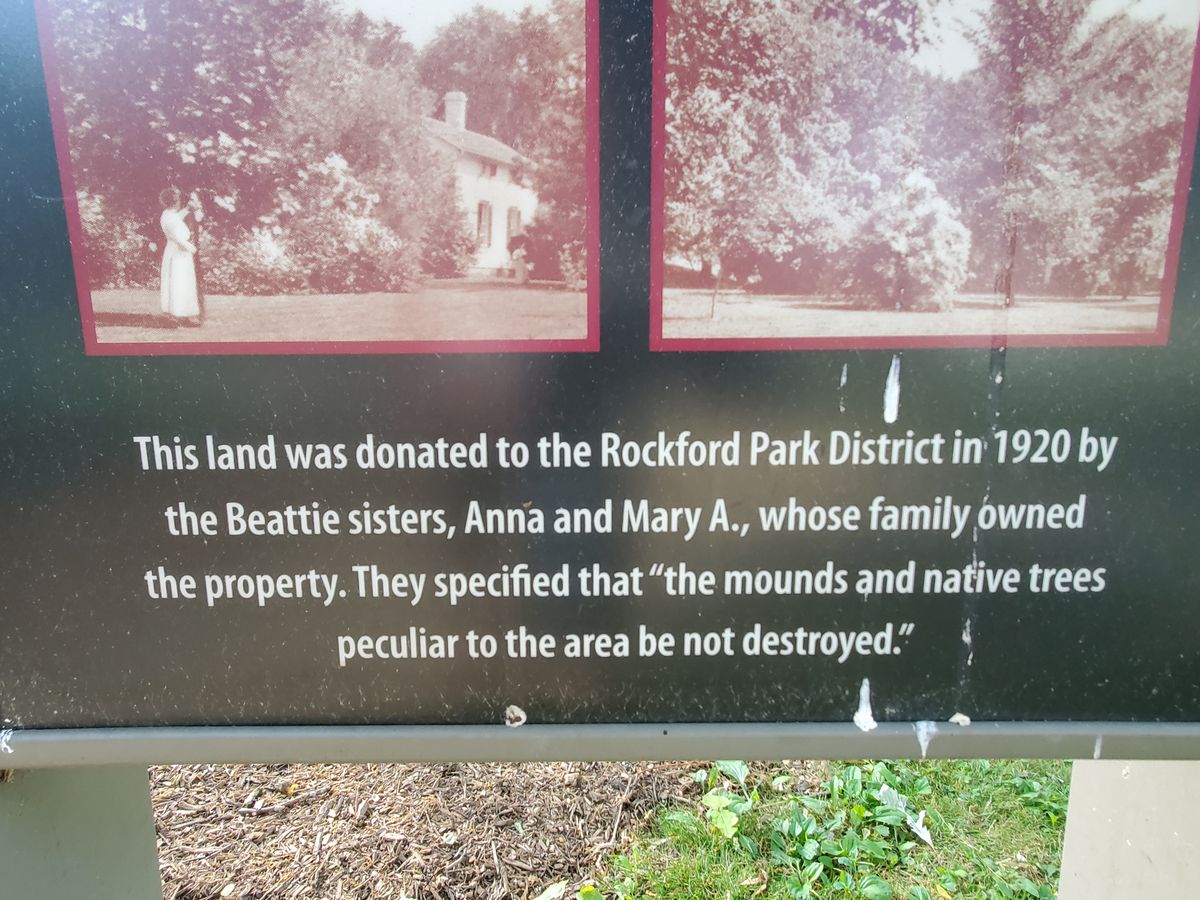 This land was donated to the Rockford Park District in 1920 by
the Beattie sisters, Anna and Mary A., whose family owned
the property. They specified that “the mounds and native trees
peculiar to the area be not destroyed.”